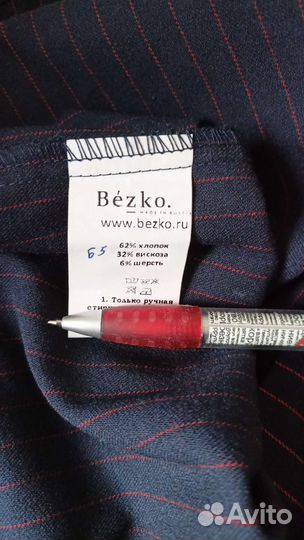 Bézko.
MADE IN RUSSIA
www.bezko.ru
65
62% хлопок
32% вискоза
6% шерсть
1. Только ручная
Avito